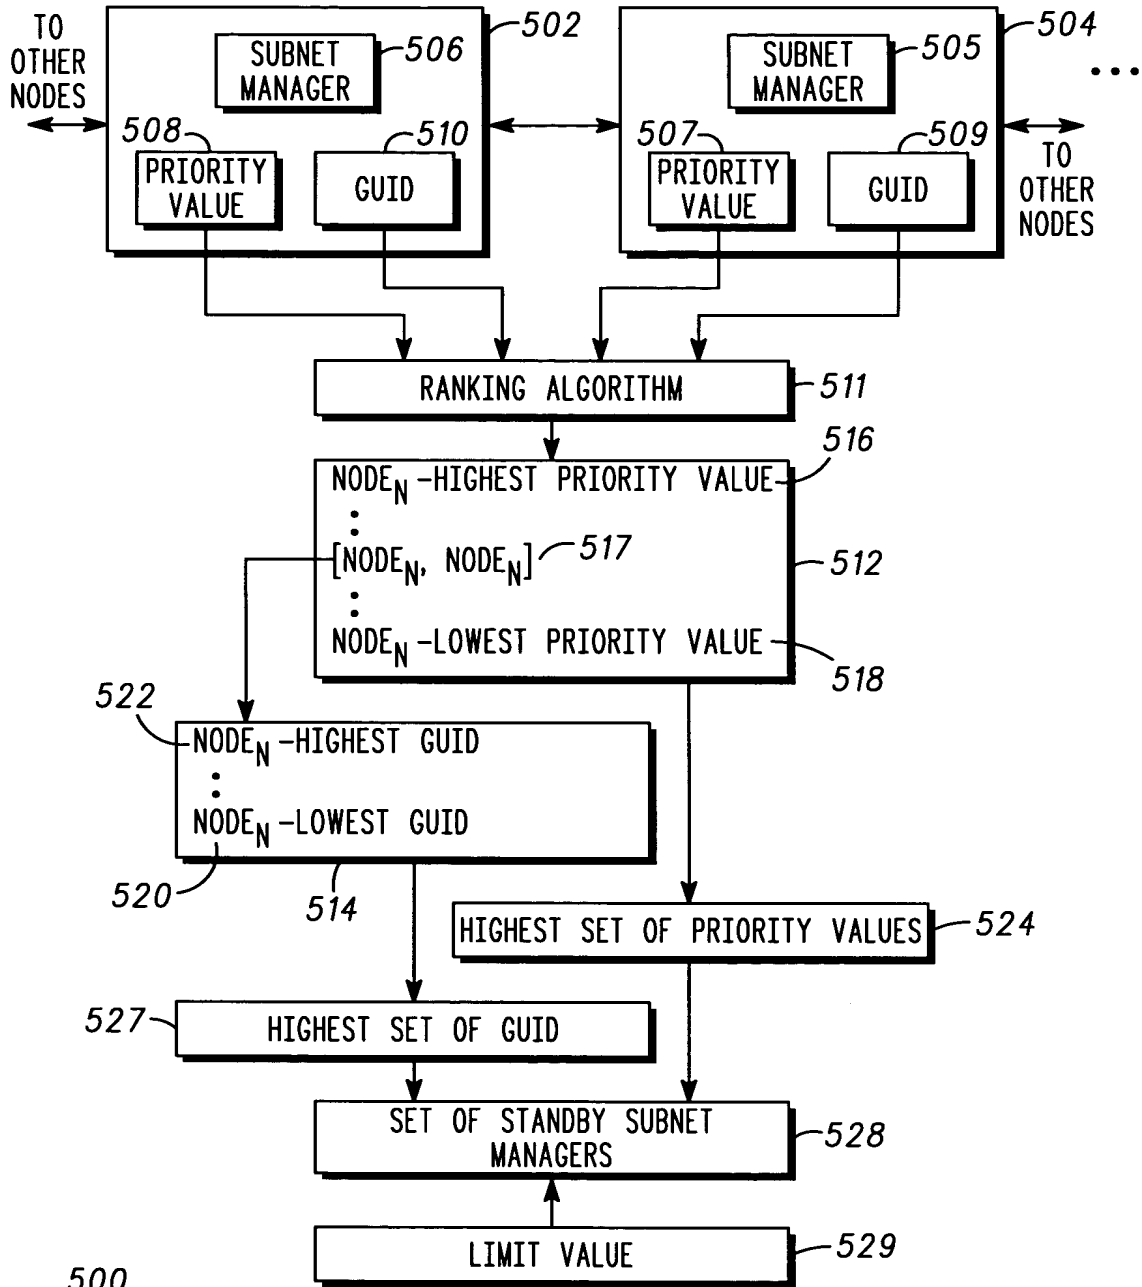 TO
OTHER
NODES
502
SUBNET
MANAGER
506
508
PRIORITY
VALUE
510
GUID
504
SUBNET
MANAGER
505
507
PRIORITY
VALUE
509
GUID
•••
TO
OTHER
NODES
RANKING ALGORITHM
511
516
NODEN -HIGHEST PRIORITY VALUE
[NODEN, NODEN]
517
512
NODEN -LOWEST PRIORITY VALUE
518
522
NODEN -HIGHEST GUID
NODEN -LOWEST GUID
520
514
HIGHEST SET OF PRIORITY VALUES
524
527
HIGHEST SET OF GUID
SET OF STANDBY SUBNET
MANAGERS
528
LIMIT VALUE
529
500